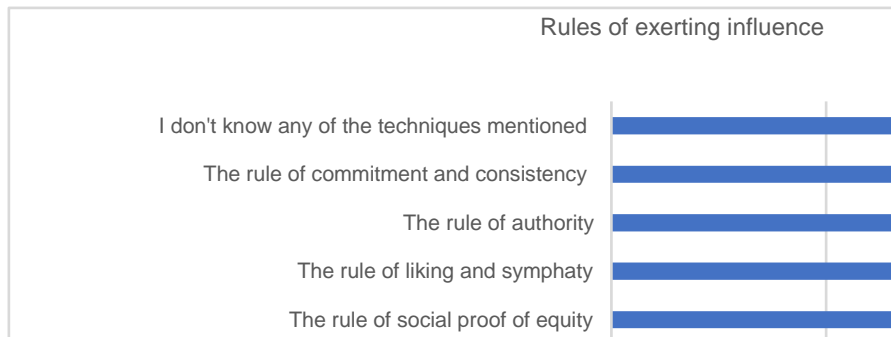 Rules of exerting influence
I don't know any of the techniques mentioned
The rule of commitment and consistency
The rule of authority
The rule of liking and symphaty
The rule of social proof of equity